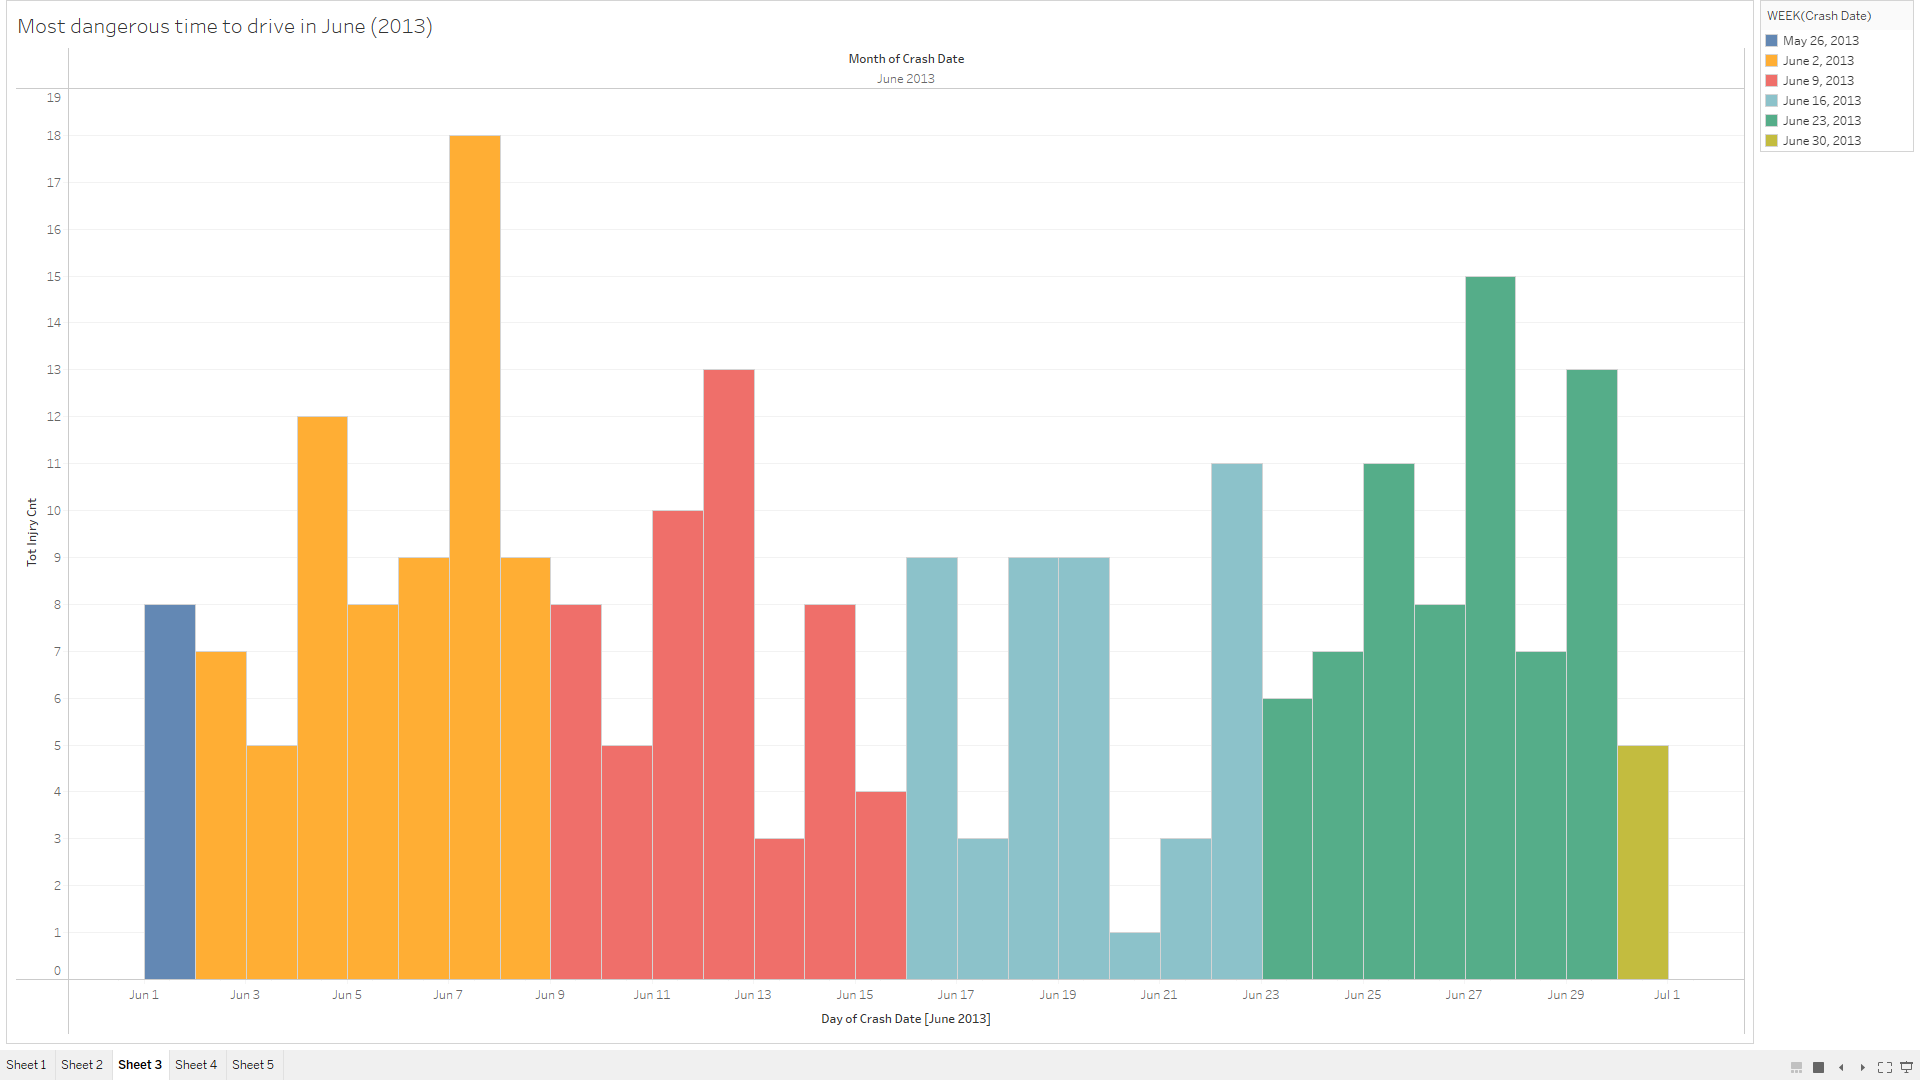 Most dangerous time to drive in June (2013)
Month of Crash Date
June 2013
19
18
17
16
15
14
13
12
11
10
9
8
7
6
5
4
3
2
1
0
Tot Injry Cnt
Jun 1 Jun 3 Jun 5 Jun 7 Jun 9 Jun 11 Jun 13 Jun 15 Jun 17 Jun 19 Jun 21 Jun 23 Jun 25 Jun 27 Jun 29 Jul 1
Day of Crash Date [June 2013]
WEEK(Crash Date)
May 26, 2013
June 2, 2013
June 9, 2013
June 16, 2013
June 23, 2013
June 30, 2013
Sheet 1 Sheet 2 Sheet 3 Sheet 4 Sheet 5